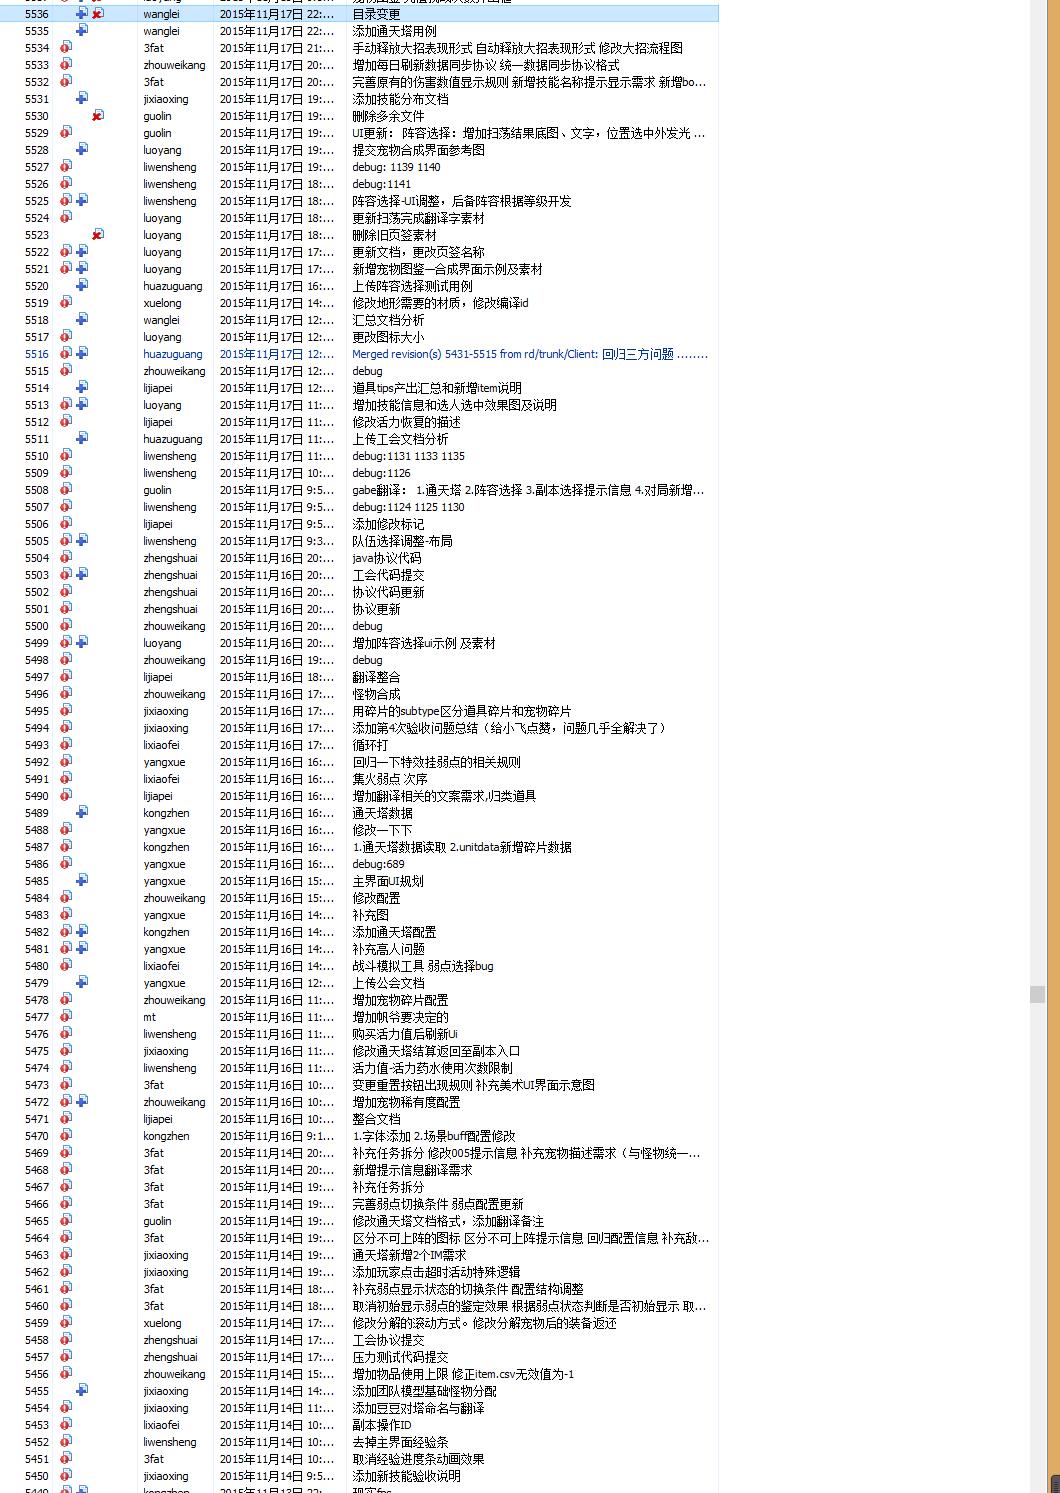 5536 wanglei 2015年11月17日 22:... 目录变更
5535 wanglei 2015年11月17日 22:... 添加通天塔用例
5534 3fat 2015年11月17日 21:... 手动释放大招表现形式 自动释放大招表现形式 修改大招流程图
5533 zhouweikang 2015年11月17日 20:... 增加每日刷新数据同步协议 统一数据同步协议格式
5532 3fat 2015年11月17日 20:... 完善原有的伤害数值显示规则 新增技能名称提示显示需求 新增bo...
5531 jixiaoxing 2015年11月17日 19:... 添加技能分布文档
5530 guolin 2015年11月17日 19:... 删除多余文件
5529 guolin 2015年11月17日 19:... UI更新： 阵容选择：增加扫荡结果底图、文字，位置选中外发光 ...
5528 luoyang 2015年11月17日 19:... 提交宠物合成界面参考图
5527 liwensheng 2015年11月17日 19:... debug: 1139 1140
5526 liwensheng 2015年11月17日 18:... debug:1141
5525 liwensheng 2015年11月17日 18:... 阵容选择-UI调整，后备阵容根据等级开发
5524 luoyang 2015年11月17日 18:... 更新扫荡完成翻译字素材
5523 luoyang 2015年11月17日 18:... 删除旧页签素材
5522 luoyang 2015年11月17日 17:... 更新文档，更改页签名称
5521 luoyang 2015年11月17日 17:... 新增宠物图鉴—合成界面示例及素材
5520 huazuguang 2015年11月17日 16:... 上传阵容选择测试用例
5519 xuelong 2015年11月17日 14:... 修改地形需要的材质，修改编译id
5518 wanglei 2015年11月17日 12:... 汇总文档分析
5517 luoyang 2015年11月17日 12:... 更改图标大小
5516 huazuguang 2015年11月17日 12:... Merged revision(s) 5431-5515 from rd/trunk/Client: 回归三方问题 ........
5515 zhouweikang 2015年11月17日 12:... debug
5514 lijiapei 2015年11月17日 12:... 道具tips产出汇总和新增item说明
5513 luoyang 2015年11月17日 11:... 增加技能信息和选人选中效果图及说明
5512 lijiapei 2015年11月17日 11:... 修改活力恢复的描述
5511 huazuguang 2015年11月17日 11:... 上传工会文档分析
5510 liwensheng 2015年11月17日 11:... debug:1131 1133 1135
5509 liwensheng 2015年11月17日 10:... debug:1126
5508 guolin 2015年11月17日 9:5... gabe翻译： 1.通天塔 2.阵容选择 3.副本选择提示信息 4.对局新增...
5507 liwensheng 2015年11月17日 9:5... debug:1124 1125 1130
5506 lijiapei 2015年11月17日 9:5... 添加修改标记
5505 liwensheng 2015年11月17日 9:3... 队伍选择调整-布局
5504 zhengshuai 2015年11月16日 20:... java协议代码
5503 zhengshuai 2015年11月16日 20:... 工会代码提交
5502 zhengshuai 2015年11月16日 20:... 协议代码更新
5501 zhengshuai 2015年11月16日 20:... 协议更新
5500 zhouweikang 2015年11月16日 20:... debug
5499 luoyang 2015年11月16日 20:... 增加阵容选择ui示例 及素材
5498 zhouweikang 2015年11月16日 19:... debug
5497 lijiapei 2015年11月16日 18:... 翻译整合
5496 zhouweikang 2015年11月16日 17:... 怪物合成
5495 jixiaoxing 2015年11月16日 17:... 用碎片的subtype区分道具碎片和宠物碎片
5494 jixiaoxing 2015年11月16日 17:... 添加第4次验收问题总结（给小飞点赞，问题几乎全解决了）
5493 lixiaofei 2015年11月16日 17:... 循环打
5492 yangxue 2015年11月16日 16:... 回归一下特效挂弱点的相关规则
5491 lixiaofei 2015年11月16日 16:... 集火弱点 次序
5490 lijiapei 2015年11月16日 16:... 增加翻译相关的文案需求,归类道具
5489 kongzhen 2015年11月16日 16:... 通天塔数据
5488 yangxue 2015年11月16日 16:... 修改一下下
5487 kongzhen 2015年11月16日 16:... 1.通天塔数据读取 2.unitdata新增碎片数据
5486 yangxue 2015年11月16日 16:... debug:689
5485 yangxue 2015年11月16日 15:... 主界面UI规划
5484 zhouweikang 2015年11月16日 15:... 修改配置
5483 yangxue 2015年11月16日 14:... 补充图
5482 kongzhen 2015年11月16日 14:... 添加通天塔配置
5481 yangxue 2015年11月16日 14:... 补充高人问题
5480 lixiaofei 2015年11月16日 14:... 战斗模拟工具 弱点选择bug
5479 yangxue 2015年11月16日 12:... 上传公会文档
5478 zhouweikang 2015年11月16日 11:... 增加宠物碎片配置
5477 mt 2015年11月16日 11:... 增加帆爷要决定的
5476 liwensheng 2015年11月16日 11:... 购买活力值后刷新Ui
5475 jixiaoxing 2015年11月16日 11:... 修改通天塔结算返回至副本入口
5474 liwensheng 2015年11月16日 11:... 活力值-活力药水使用次数限制
5473 3fat 2015年11月16日 10:... 变更重置按钮出现规则 补充美术UI界面示意图
5472 zhouweikang 2015年11月16日 10:... 增加宠物稀有度配置
5471 lijiapei 2015年11月16日 10:... 整合文档
5470 kongzhen 2015年11月16日 9:1... 1.字体添加 2.场景buff配置修改
5469 3fat 2015年11月14日 20:... 补充任务拆分 修改005提示信息 补充宠物描述需求（与怪物统一...
5468 3fat 2015年11月14日 20:... 新增提示信息翻译需求
5467 3fat 2015年11月14日 19:... 补充任务拆分
5466 3fat 2015年11月14日 19:... 完善弱点切换条件 弱点配置更新
5465 guolin 2015年11月14日 19:... 修改通天塔文档格式，添加翻译备注
5464 3fat 2015年11月14日 19:... 区分不可上阵的图标 区分不可上阵提示信息 回归配置信息 补充敌...
5463 jixiaoxing 2015年11月14日 19:... 通天塔新增2个IM需求
5462 jixiaoxing 2015年11月14日 19:... 添加玩家点击超时活动特殊逻辑
5461 3fat 2015年11月14日 18:... 补充弱点显示状态的切换条件 配置结构调整
5460 3fat 2015年11月14日 18:... 取消初始显示弱点的鉴定效果 根据弱点状态判断是否初始显示 取...
5459 xuelong 2015年11月14日 17:... 修改分解的滚动方式。修改分解宠物后的装备返还
5458 zhengshuai 2015年11月14日 17:... 工会协议提交
5457 zhengshuai 2015年11月14日 17:... 压力测试代码提交
5456 zhouweikang 2015年11月14日 15:... 增加物品使用上限 修正item.csv无效值为-1
5455 jixiaoxing 2015年11月14日 14:... 添加团队模型基础怪物分配
5454 jixiaoxing 2015年11月14日 11:... 添加豆豆对塔命名与翻译
5453 lixiaofei 2015年11月14日 10:... 副本操作ID
5452 liwensheng 2015年11月14日 10:... 去掉主界面经验条
5451 3fat 2015年11月14日 10:... 取消经验进度条动画效果
5450 jixiaoxing 2015年11月14日 9:5... 添加新技能验收说明